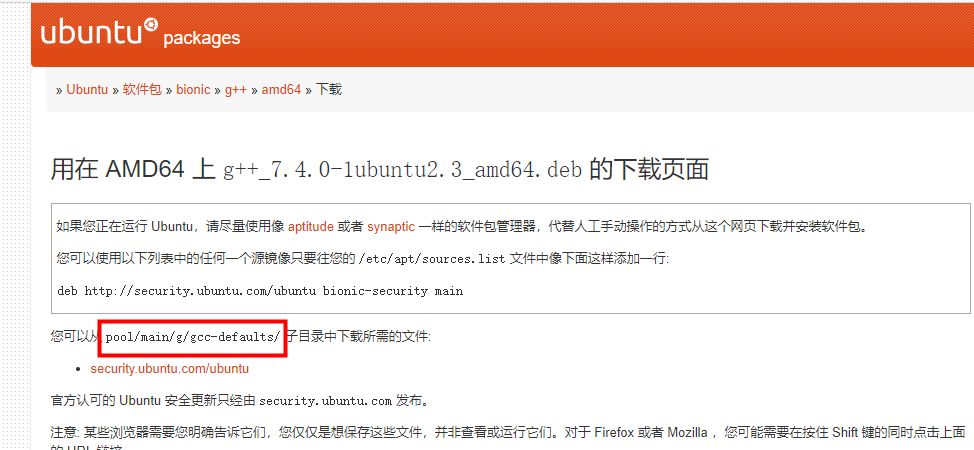 ubuntu packages
» Ubuntu » 软件包 » bionic » g++ » amd64 » 下载
用在 AMD64 上 g++_7.4.0-1ubuntu2.3_amd64.deb 的下载页面
如果您正在运行 Ubuntu，请尽量使用像 aptitude 或者 synaptic 一样的软件包管理器，代替人工手动操作的方式从这个网页下载并安装软件包。
您可以使用以下列表中的任何一个源镜像只要往您的 /etc/apt/sources.list 文件中像下面这样添加一行:
deb http://security.ubuntu.com/ubuntu bionic-security main
您可以从 pool/main/g/gcc-defaults/ 子目录中下载所需的文件:
• security.ubuntu.com/ubuntu
官方认可的 Ubuntu 安全更新只经由 security.ubuntu.com 发布。
注意: 某些浏览器需要您明确告诉它们，您仅仅是想保存这些文件，并非查看或运行它们。对于 Firefox 或者 Mozilla ，您可能需要在按住 Shift 键的同时点击上面